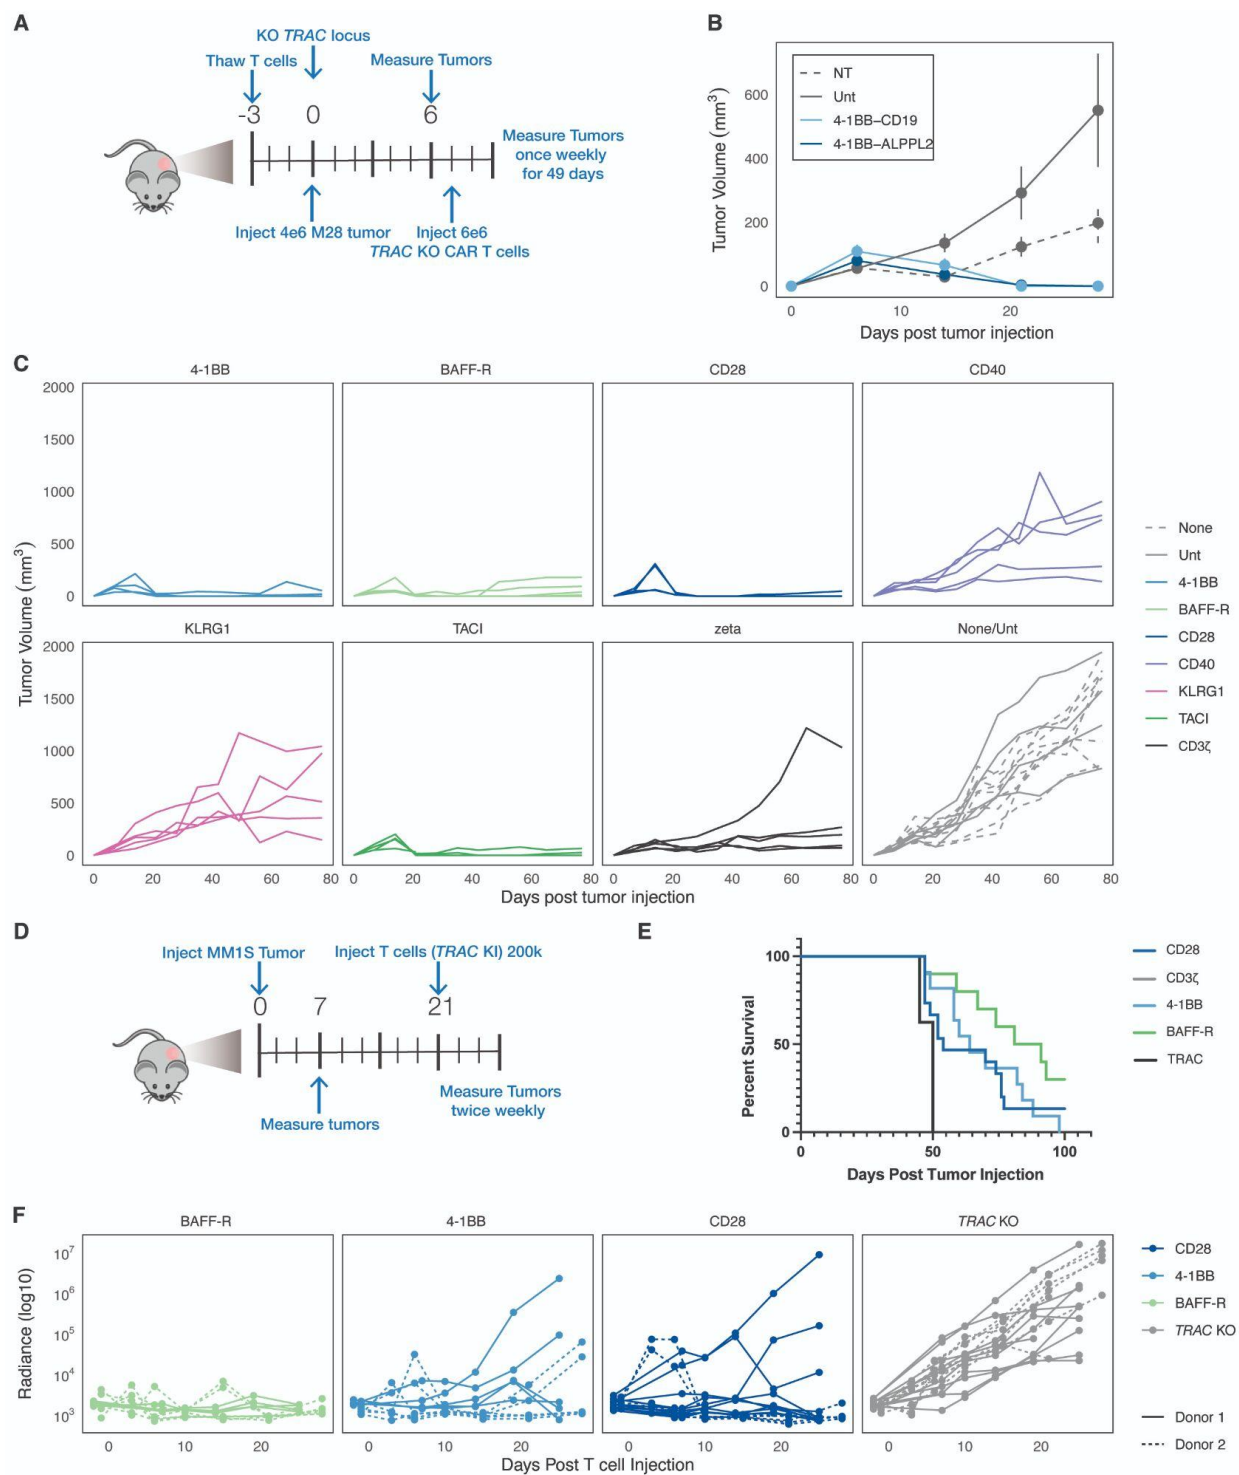 A
KO TRAC locus
Thaw T cells
Measure Tumors
-3
0
6
Measure Tumors
once weekly
for 49 days
Inject 4e6 M28 tumor
Inject 6e6
TRAC KO CAR T cells
B
NT
Unt
4-1BB–CD19
4-1BB–ALPPL2
Tumor Volume (mm³)
600
400
200
0
0
10
20
Days post tumor injection
C
4-1BB
BAFF-R
CD28
CD40
2000
1500
1000
500
0
Tumor Volume (mm³)
KLRG1
TACI
zeta
None/Unt
2000
1500
1000
500
0
0 20 40 60 80
0 20 40 60 80
0 20 40 60 80
0 20 40 60 80
Days post tumor injection
None
Unt
4-1BB
BAFF-R
CD28
CD40
KLRG1
TACI
CD3ζ
D
Inject MM1S Tumor
Inject T cells (TRAC KI) 200k
0
7
21
Measure tumors
Measure Tumors
twice weekly
E
Percent Survival
100
50
0
0
50
100
Days Post Tumor Injection
CD28
CD3ζ
4-1BB
BAFF-R
TRAC
F
BAFF-R
4-1BB
CD28
TRAC KO
Radiance (log10)
10⁷
10⁶
10⁵
10⁴
10³
0 10 20
0 10 20
0 10 20
0 10 20
Days Post T cell Injection
CD28
4-1BB
BAFF-R
TRAC KO
Donor 1
Donor 2